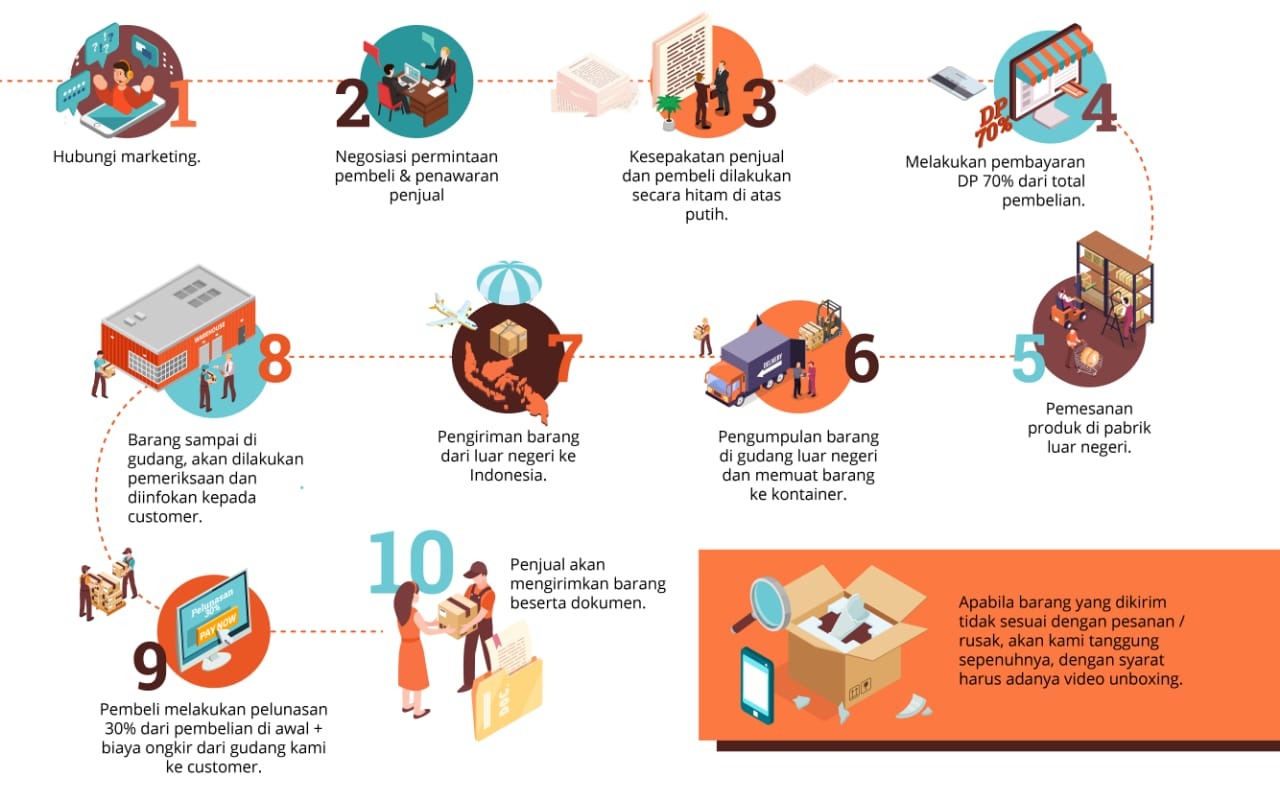 1
Hubungi marketing.
2
Negosiasi permintaan
pembeli & penawaran
penjual
3
Kesepakatan penjual
dan pembeli dilakukan
secara hitam di atas
putih.
DP
70%
4
Melakukan pembayaran
DP 70% dari total
pembelian.
5
Pemesanan
produk di pabrik
luar negeri.
DELIVERY
6
Pengumpulan barang
di gudang luar negeri
dan memuat barang
ke kontainer.
7
Pengiriman barang
dari luar negeri ke
Indonesia.
WAREHOUSE
8
Barang sampai di
gudang, akan dilakukan
pemeriksaan dan
diinfokan kepada
customer.
Pelunasan
30%
PAY NOW
9
Pembeli melakukan pelunasan
30% dari pembelian di awal +
biaya ongkir dari gudang kami
ke customer.
10
Penjual akan
mengirimkan barang
beserta dokumen.
DOC.
Apabila barang yang dikirim
tidak sesuai dengan pesanan /
rusak, akan kami tanggung
sepenuhnya, dengan syarat
harus adanya video unboxing.